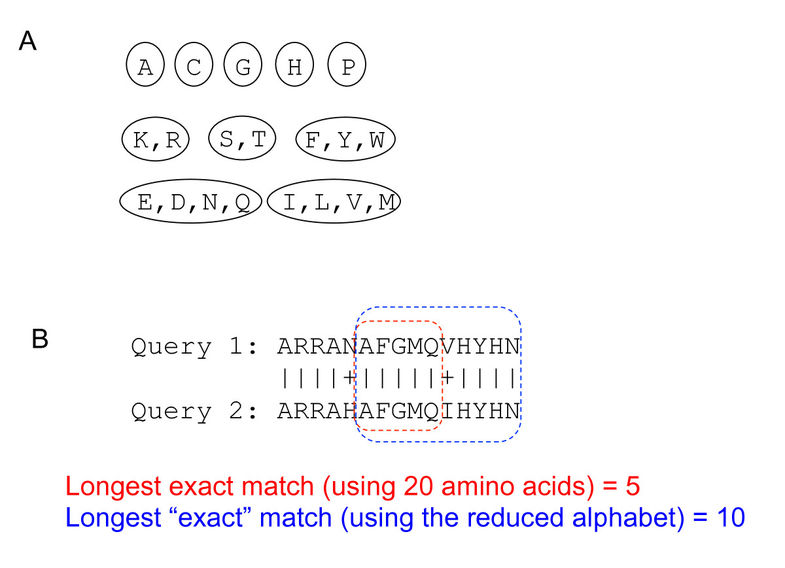 A
A C G H P
K,R S,T F,Y,W
E,D,N,Q I,L,V,M
B
Query 1: ARRANAFGMQVHYHN
||||+|||||+||||
Query 2: ARRAHAFGMQIHYHN
Longest exact match (using 20 amino acids) = 5
Longest “exact” match (using the reduced alphabet) = 10